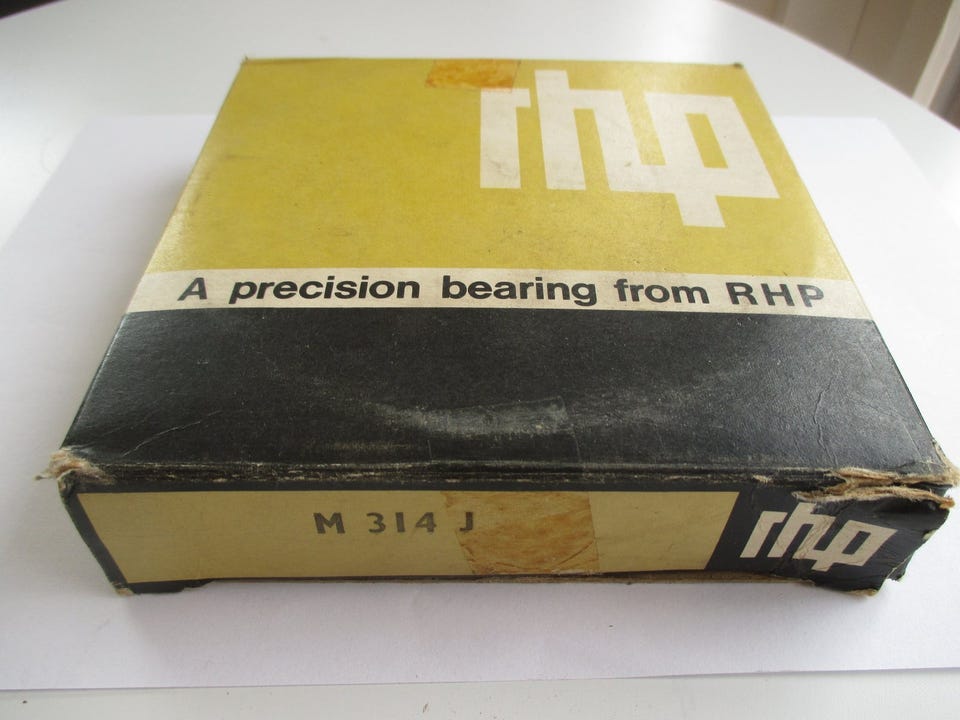 rhp
A precision bearing from RHP
M 314 J
rhp